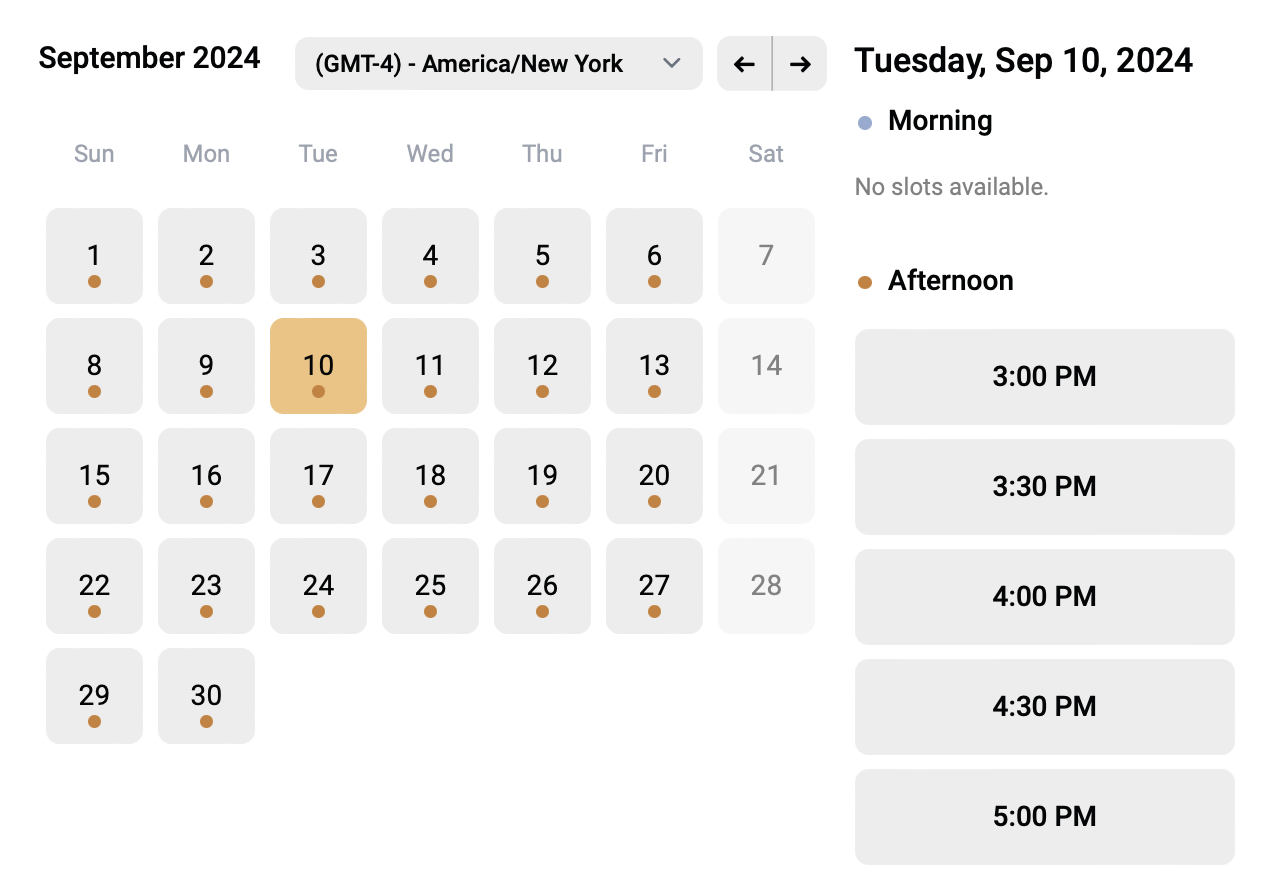 September 2024
(GMT-4) - America/New York
Sun Mon Tue Wed Thu Fri Sat
1 2 3 4 5 6 7
8 9 10 11 12 13 14
15 16 17 18 19 20 21
22 23 24 25 26 27 28
29 30
Tuesday, Sep 10, 2024
Morning
No slots available.
Afternoon
3:00 PM
3:30 PM
4:00 PM
4:30 PM
5:00 PM